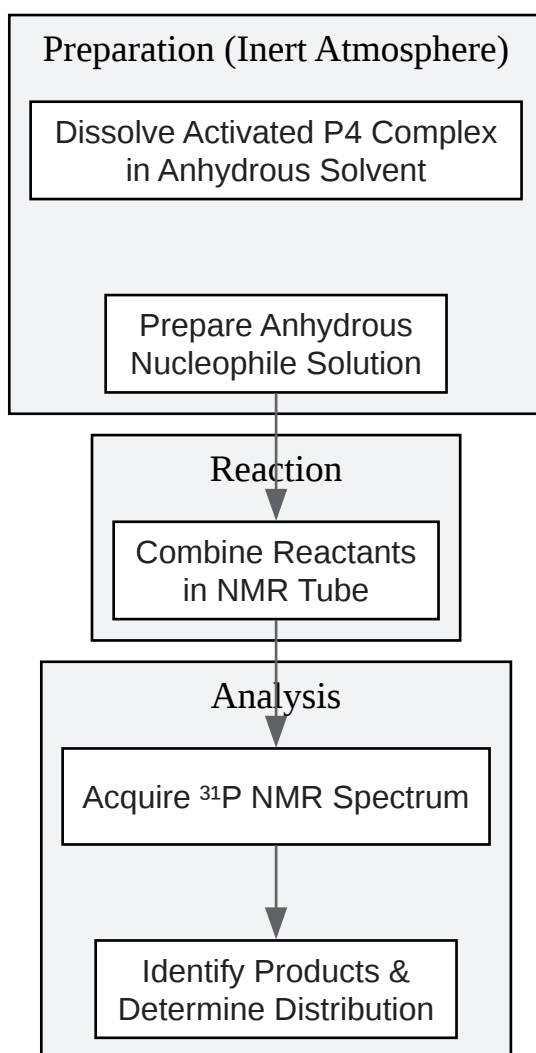 Preparation (Inert Atmosphere)
Dissolve Activated P4 Complex
in Anhydrous Solvent
Prepare Anhydrous
Nucleophile Solution
Reaction
Combine Reactants
in NMR Tube
Analysis
Acquire ³¹P NMR Spectrum
Identify Products &
Determine Distribution